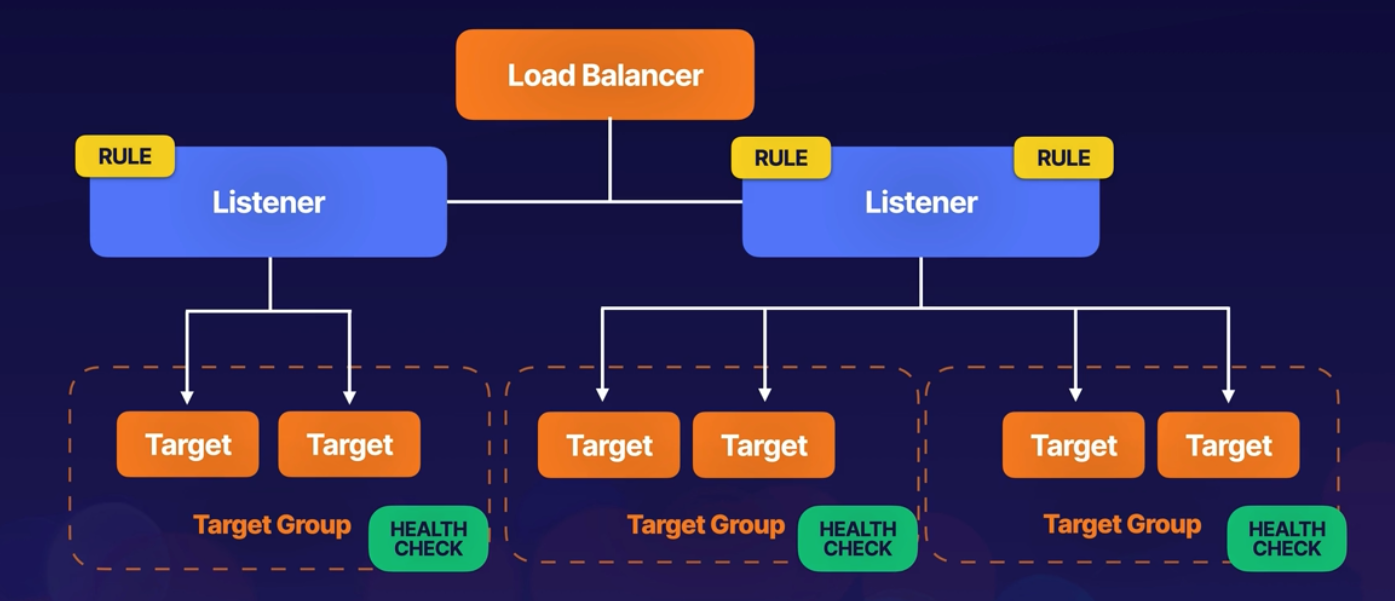 Load Balancer
RULE
RULE
RULE
Listener
Listener
Target
Target
Target
Target
Target
Target
Target Group
HEALTH
CHECK
Target Group
HEALTH
CHECK
Target Group
HEALTH
CHECK